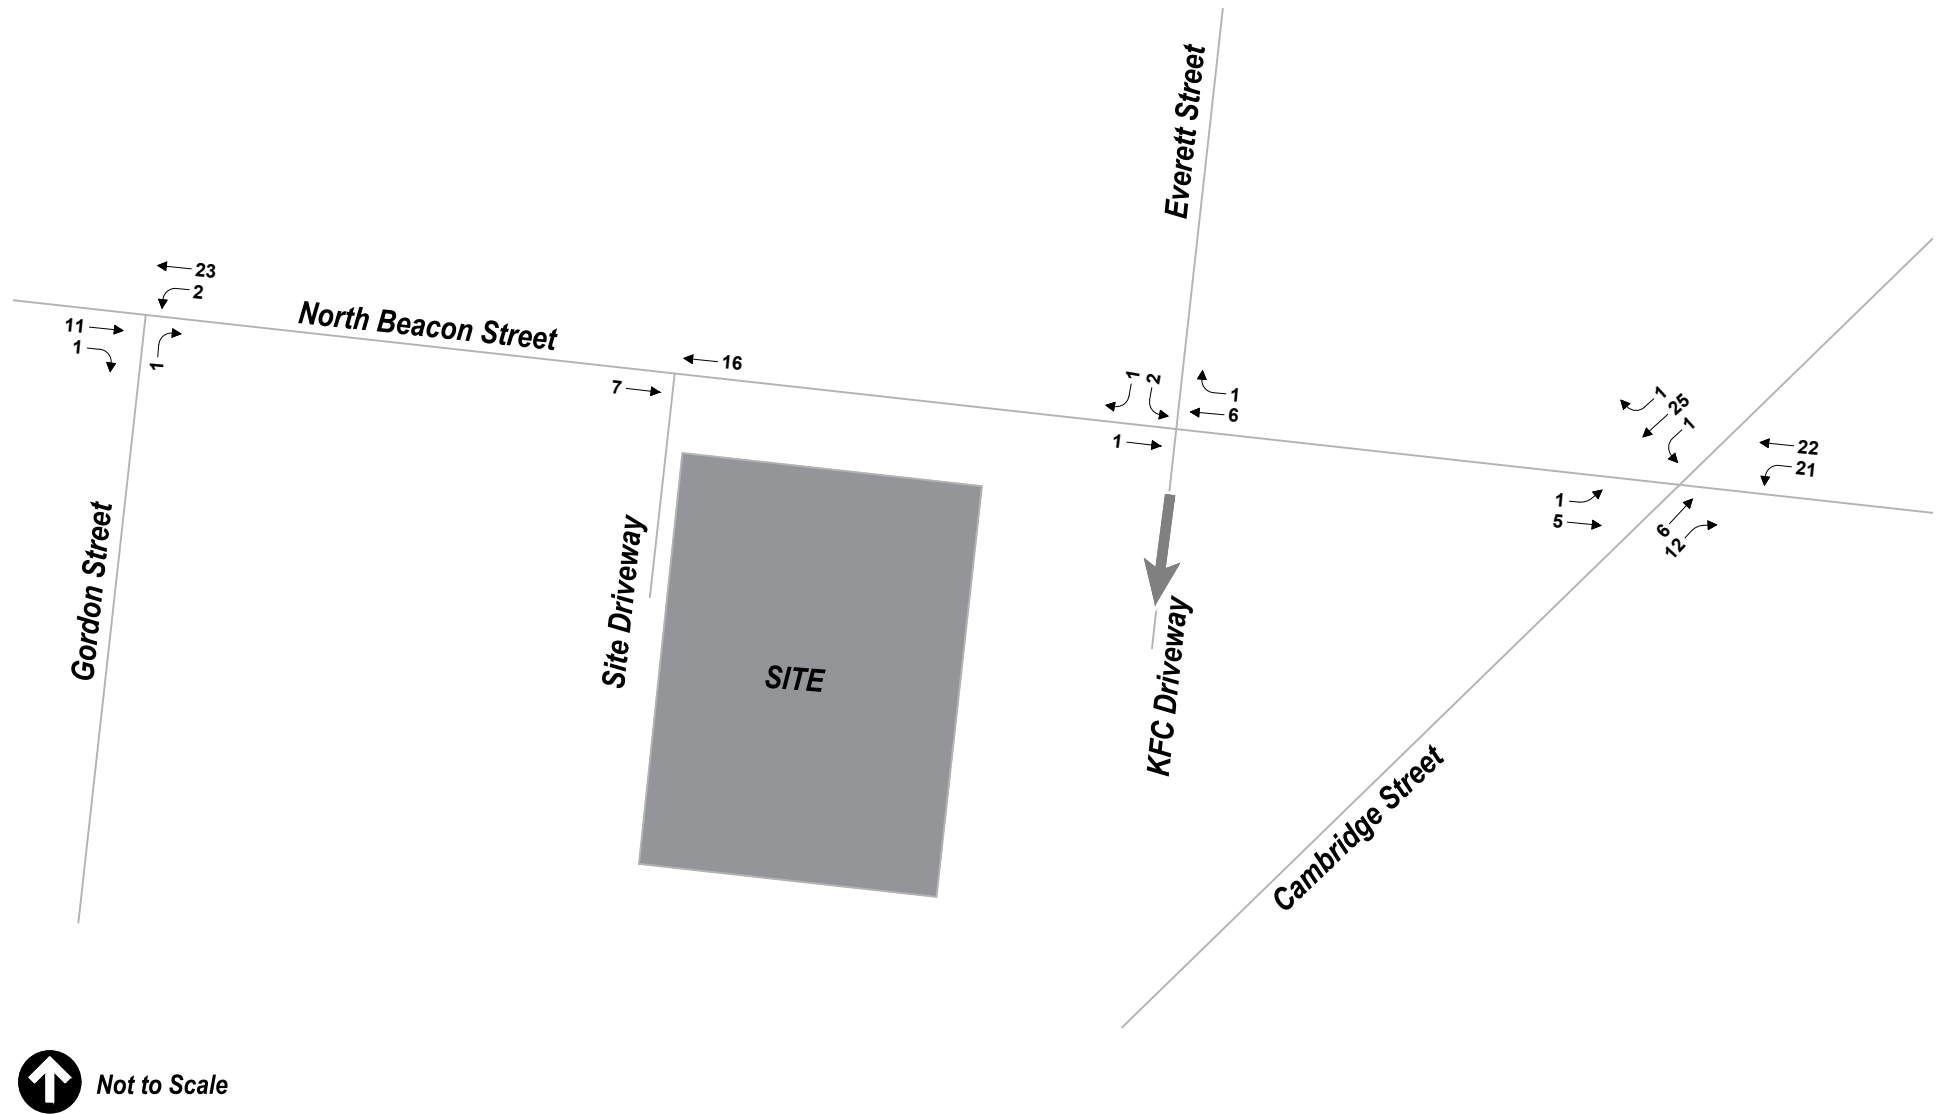 Everett Street
23
2
North Beacon Street
11
1
1
16
7
1
2
1
6
1
1
25
1
22
21
1
5
6
12
Gordon Street
Site Driveway
SITE
KFC Driveway
Cambridge Street
Not to Scale